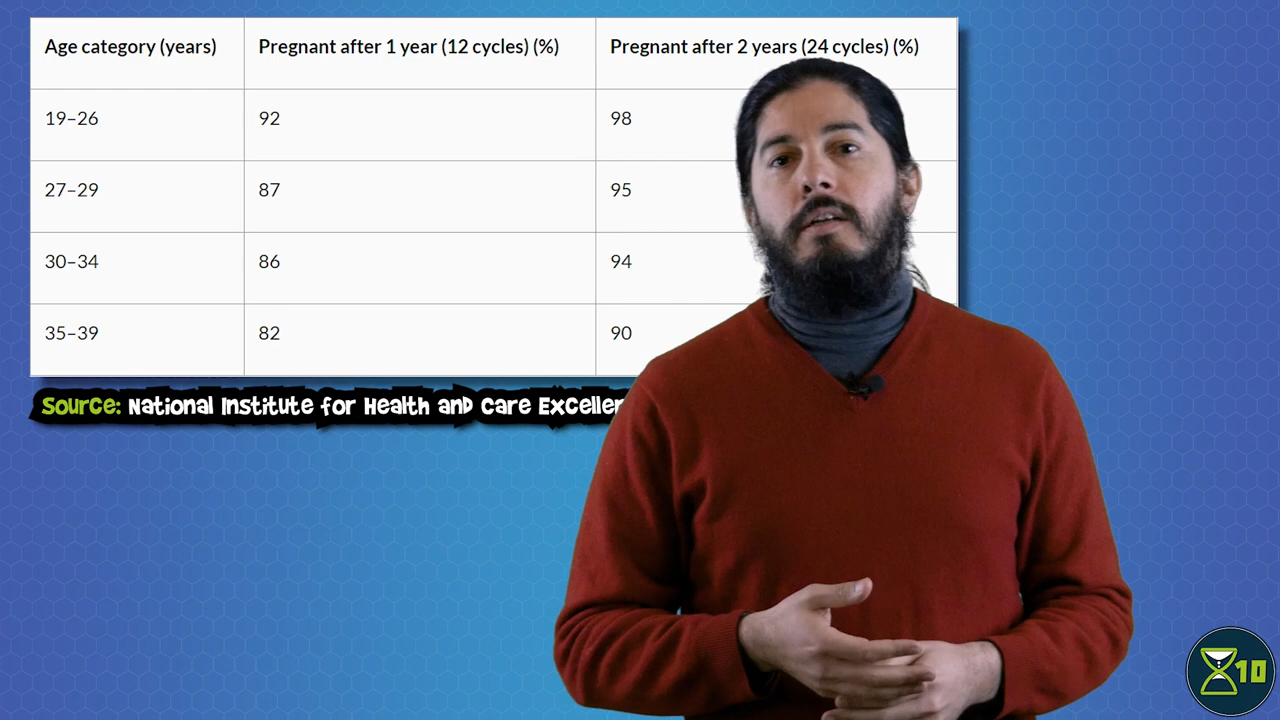 Age category (years) Pregnant after 1 year (12 cycles) (%) Pregnant after 2 years (24 cycles) (%)
19–26 92 98
27–29 87 95
30–34 86 94
35–39 82 90
Source: National Institute for Health and Care
10